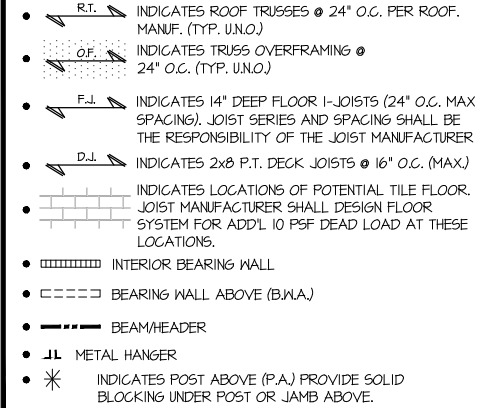 R.T. INDICATES ROOF TRUSSES @ 24" O.C. PER ROOF.
MANUF. (TYP. U.N.O.)
O.F. INDICATES TRUSS OVERFRAMING @
24" O.C. (TYP. U.N.O.)
F.J. INDICATES 14" DEEP FLOOR I-JOISTS (24" O.C. MAX
SPACING). JOIST SERIES AND SPACING SHALL BE
THE RESPONSIBILITY OF THE JOIST MANUFACTURER
D.J. INDICATES 2x8 P.T. DECK JOISTS @ 16" O.C. (MAX.)
INDICATES LOCATIONS OF POTENTIAL TILE FLOOR.
JOIST MANUFACTURER SHALL DESIGN FLOOR
SYSTEM FOR ADD'L 10 PSF DEAD LOAD AT THESE
LOCATIONS.
INTERIOR BEARING WALL
BEARING WALL ABOVE (B.W.A.)
BEAM/HEADER
METAL HANGER
INDICATES POST ABOVE (P.A.) PROVIDE SOLID
BLOCKING UNDER POST OR JAMB ABOVE.